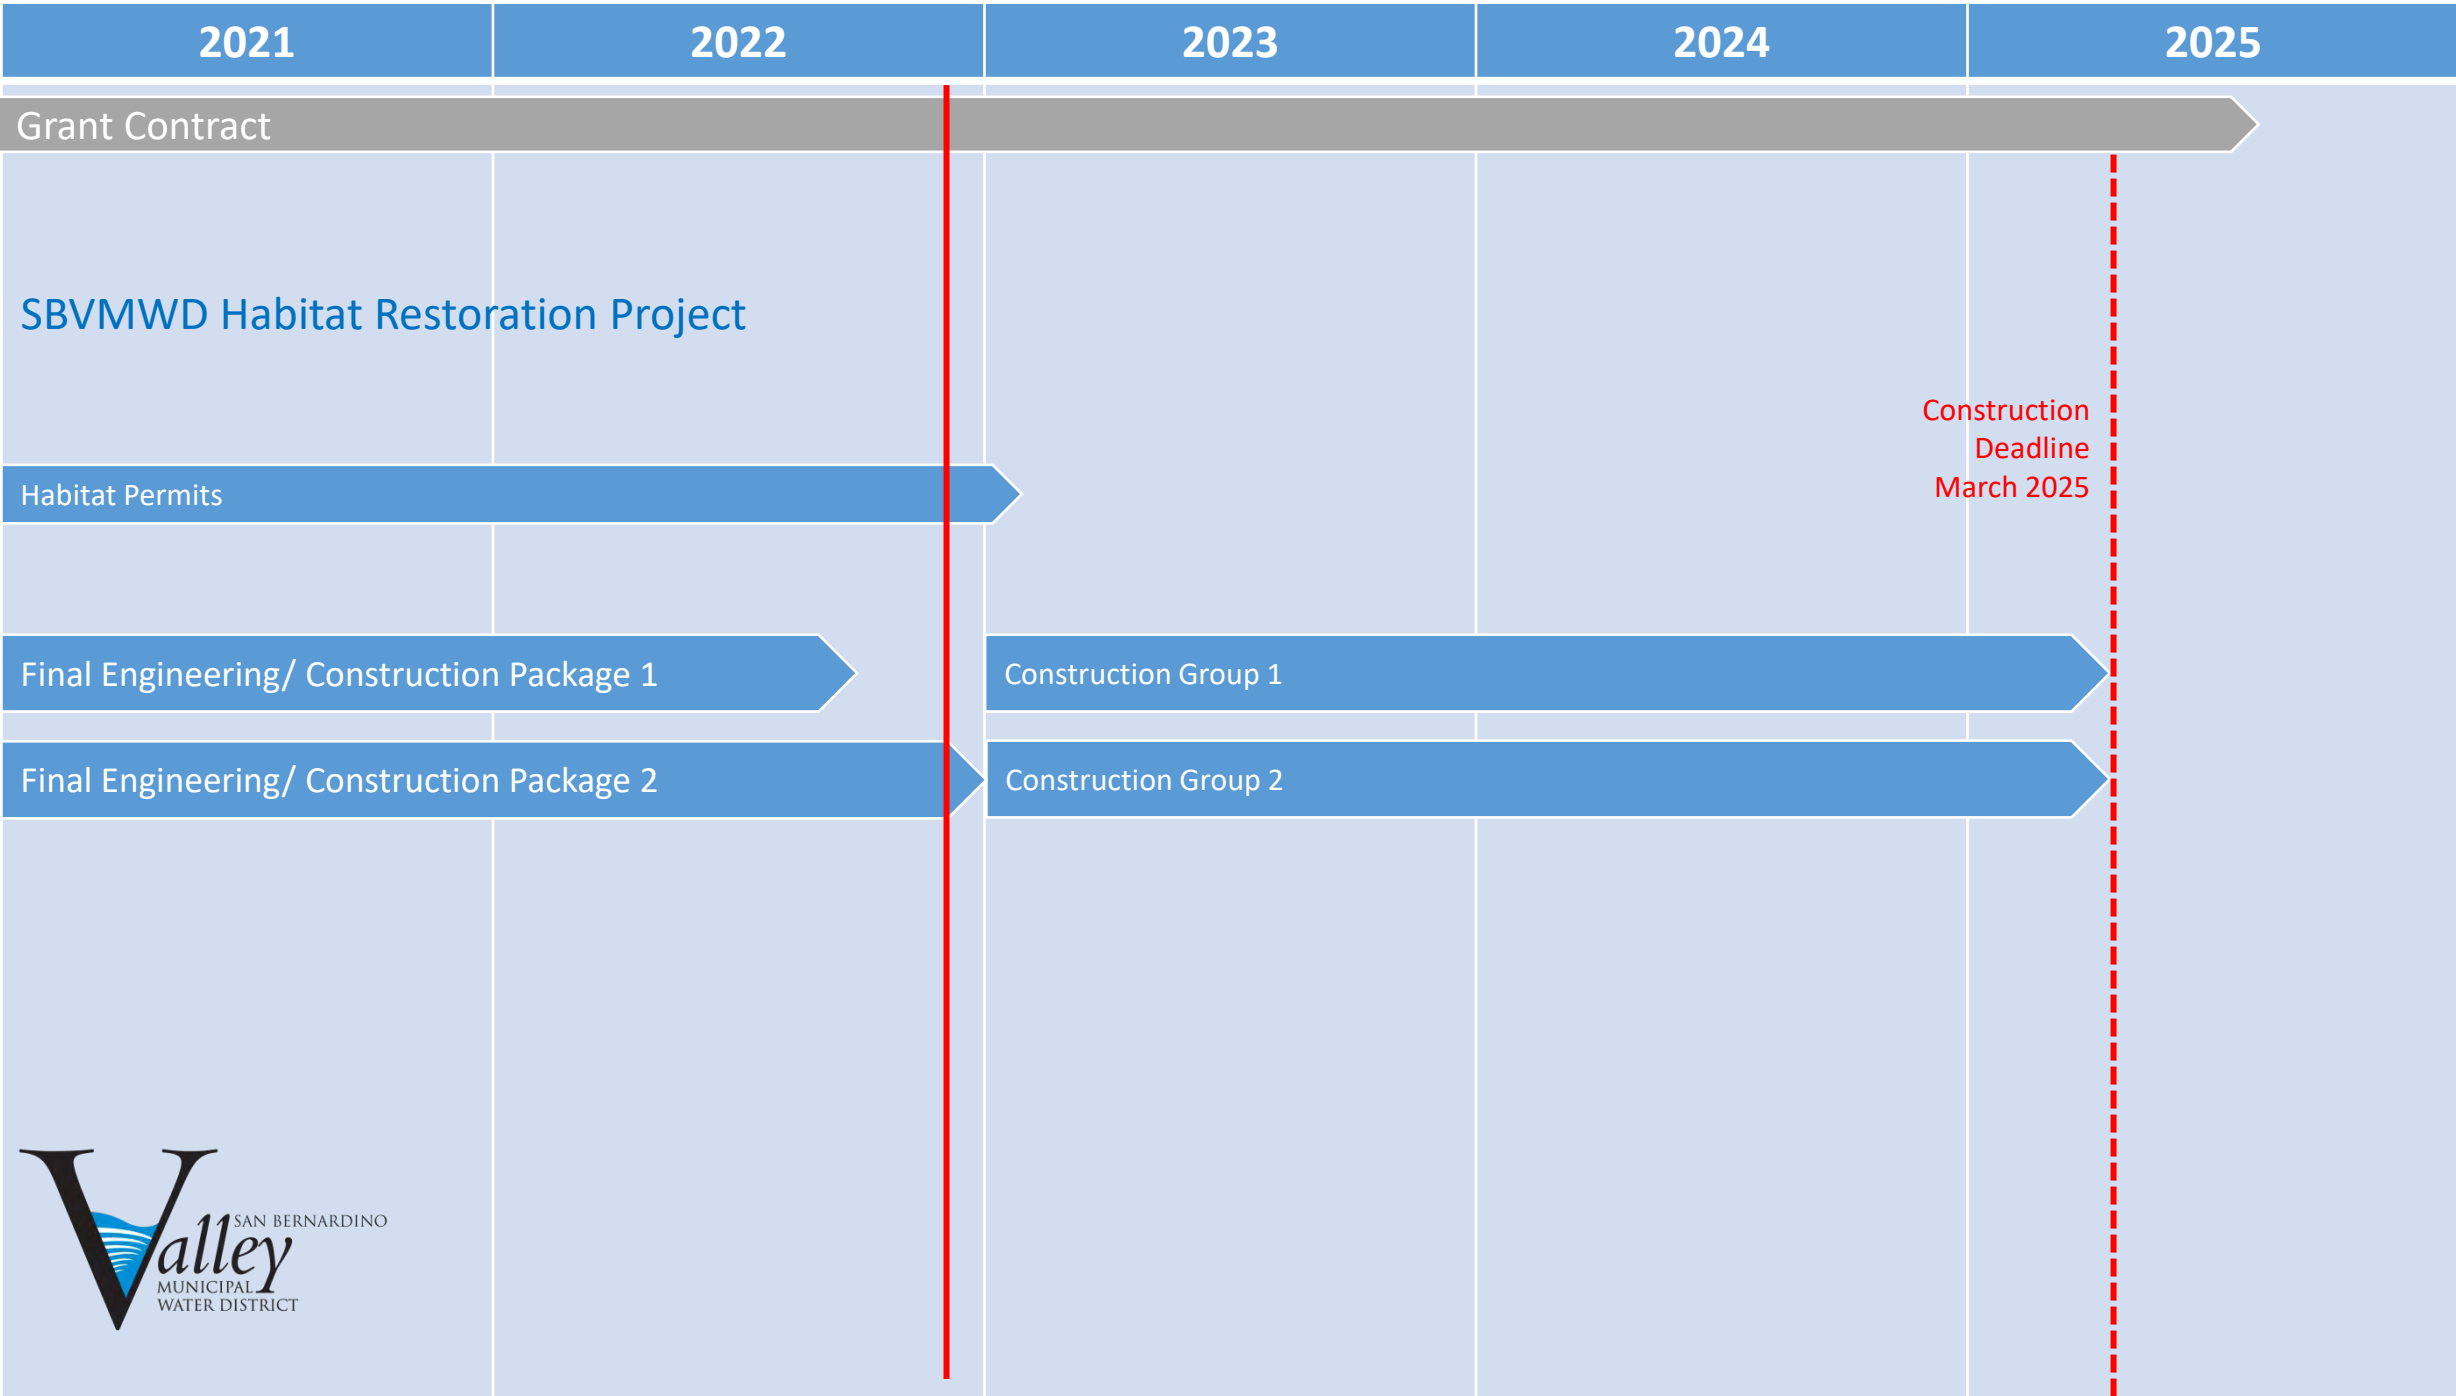 2021 2022 2023 2024 2025
Grant Contract
SBVMWD Habitat Restoration Project
Construction
Deadline
March 2025
Habitat Permits
Final Engineering/ Construction Package 1
Construction Group 1
Final Engineering/ Construction Package 2
Construction Group 2
SAN BERNARDINO
Valley
MUNICIPAL
WATER DISTRICT